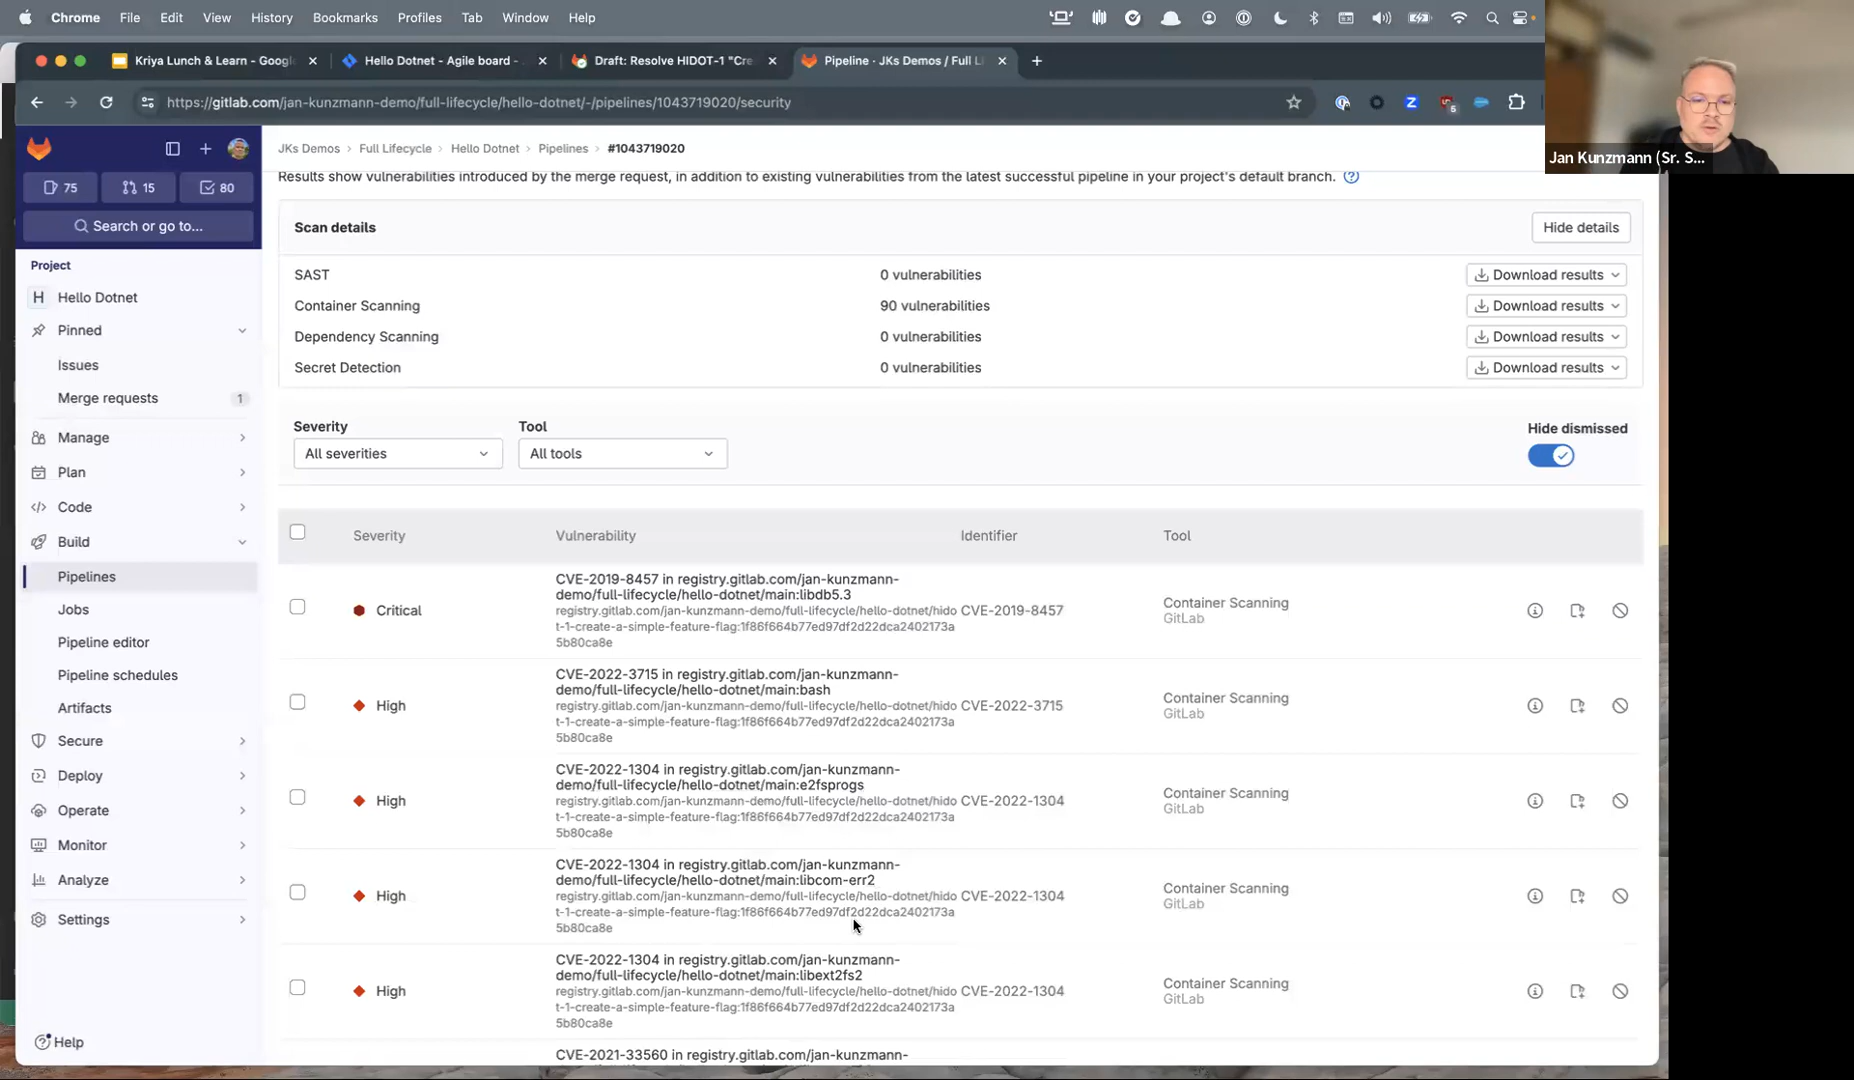 Chrome File Edit View History Bookmarks Profiles Tab Window Help
Kriya Lunch & Learn - Google
Hello Dotnet - Agile board -
Draft: Resolve HIDOT-1 "Cre
Pipeline · JKs Demos / Full Li
https://gitlab.com/jan-kunzmann-demo/full-lifecycle/hello-dotnet/-/pipelines/1043719020/security
5
Jan Kunzmann (Sr. S...
75 15 80
Search or go to...
Project
H Hello Dotnet
Pinned
Issues
Merge requests 1
Manage
Plan
Code
Build
Pipelines
Jobs
Pipeline editor
Pipeline schedules
Artifacts
Secure
Deploy
Operate
Monitor
Analyze
Settings
Help
JKs Demos > Full Lifecycle > Hello Dotnet > Pipelines > #1043719020
Results show vulnerabilities introduced by the merge request, in addition to existing vulnerabilities from the latest successful pipeline in your project's default branch.
Scan details Hide details
SAST 0 vulnerabilities Download results
Container Scanning 90 vulnerabilities Download results
Dependency Scanning 0 vulnerabilities Download results
Secret Detection 0 vulnerabilities Download results
Severity Tool Hide dismissed
All severities All tools
Severity Vulnerability Identifier Tool
CVE-2019-8457 in registry.gitlab.com/jan-kunzmann-
demo/full-lifecycle/hello-dotnet/main:libdb5.3
registry.gitlab.com/jan-kunzmann-demo/full-lifecycle/hello-dotnet/hido
t-1-create-a-simple-feature-flag:1f86f664b77ed97df2d22dca2402173a
5b80ca8e
Critical
CVE-2019-8457
Container Scanning
GitLab
CVE-2022-3715 in registry.gitlab.com/jan-kunzmann-
demo/full-lifecycle/hello-dotnet/main:bash
registry.gitlab.com/jan-kunzmann-demo/full-lifecycle/hello-dotnet/hido
t-1-create-a-simple-feature-flag:1f86f664b77ed97df2d22dca2402173a
5b80ca8e
High
CVE-2022-3715
Container Scanning
GitLab
CVE-2022-1304 in registry.gitlab.com/jan-kunzmann-
demo/full-lifecycle/hello-dotnet/main:e2fsprogs
registry.gitlab.com/jan-kunzmann-demo/full-lifecycle/hello-dotnet/hido
t-1-create-a-simple-feature-flag:1f86f664b77ed97df2d22dca2402173a
5b80ca8e
High
CVE-2022-1304
Container Scanning
GitLab
CVE-2022-1304 in registry.gitlab.com/jan-kunzmann-
demo/full-lifecycle/hello-dotnet/main:libcom-err2
registry.gitlab.com/jan-kunzmann-demo/full-lifecycle/hello-dotnet/hido
t-1-create-a-simple-feature-flag:1f86f664b77ed97df2d22dca2402173a
5b80ca8e
High
CVE-2022-1304
Container Scanning
GitLab
CVE-2022-1304 in registry.gitlab.com/jan-kunzmann-
demo/full-lifecycle/hello-dotnet/main:libext2fs2
registry.gitlab.com/jan-kunzmann-demo/full-lifecycle/hello-dotnet/hido
t-1-create-a-simple-feature-flag:1f86f664b77ed97df2d22dca2402173a
5b80ca8e
High
CVE-2022-1304
Container Scanning
GitLab
CVE-2021-33560 in registry.gitlab.com/jan-kunzmann-